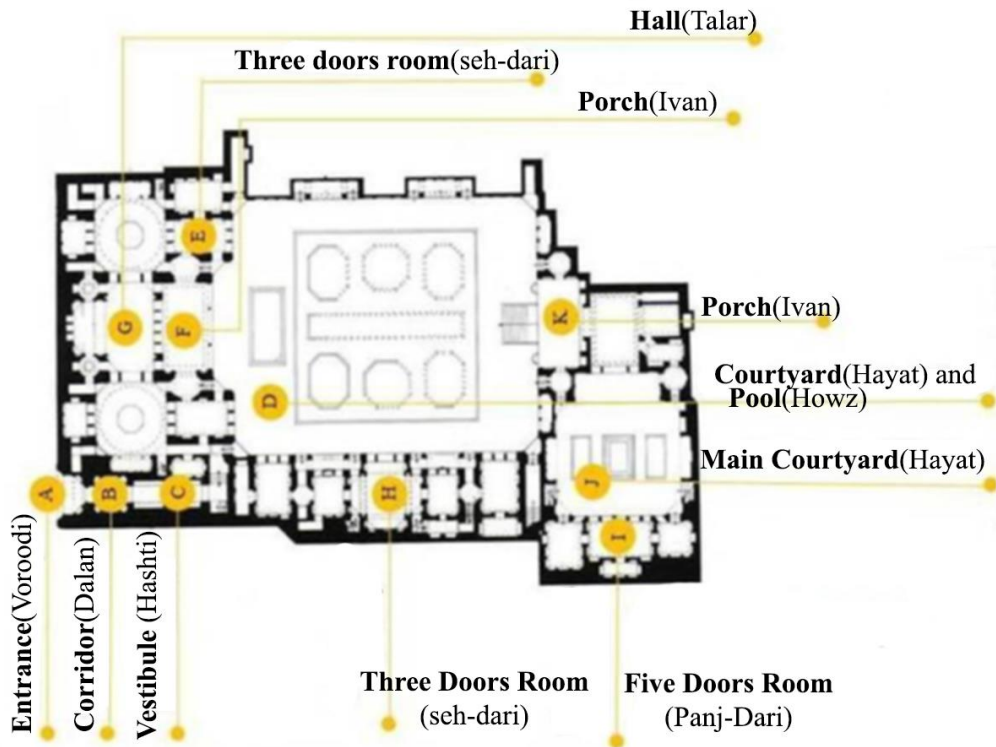 Hall(Talar)
Three doors room(seh-dari)
Porch(Ivan)
E
G
F
K
Porch(Ivan)
Courtyard(Hayat) and
Pool(Howz)
D
Main Courtyard(Hayat)
A
B
C
H
J
I
Entrance(Voroodi)
Corridor(Dalan)
Vestibule (Hashti)
Three Doors Room
(seh-dari)
Five Doors Room
(Panj-Dari)